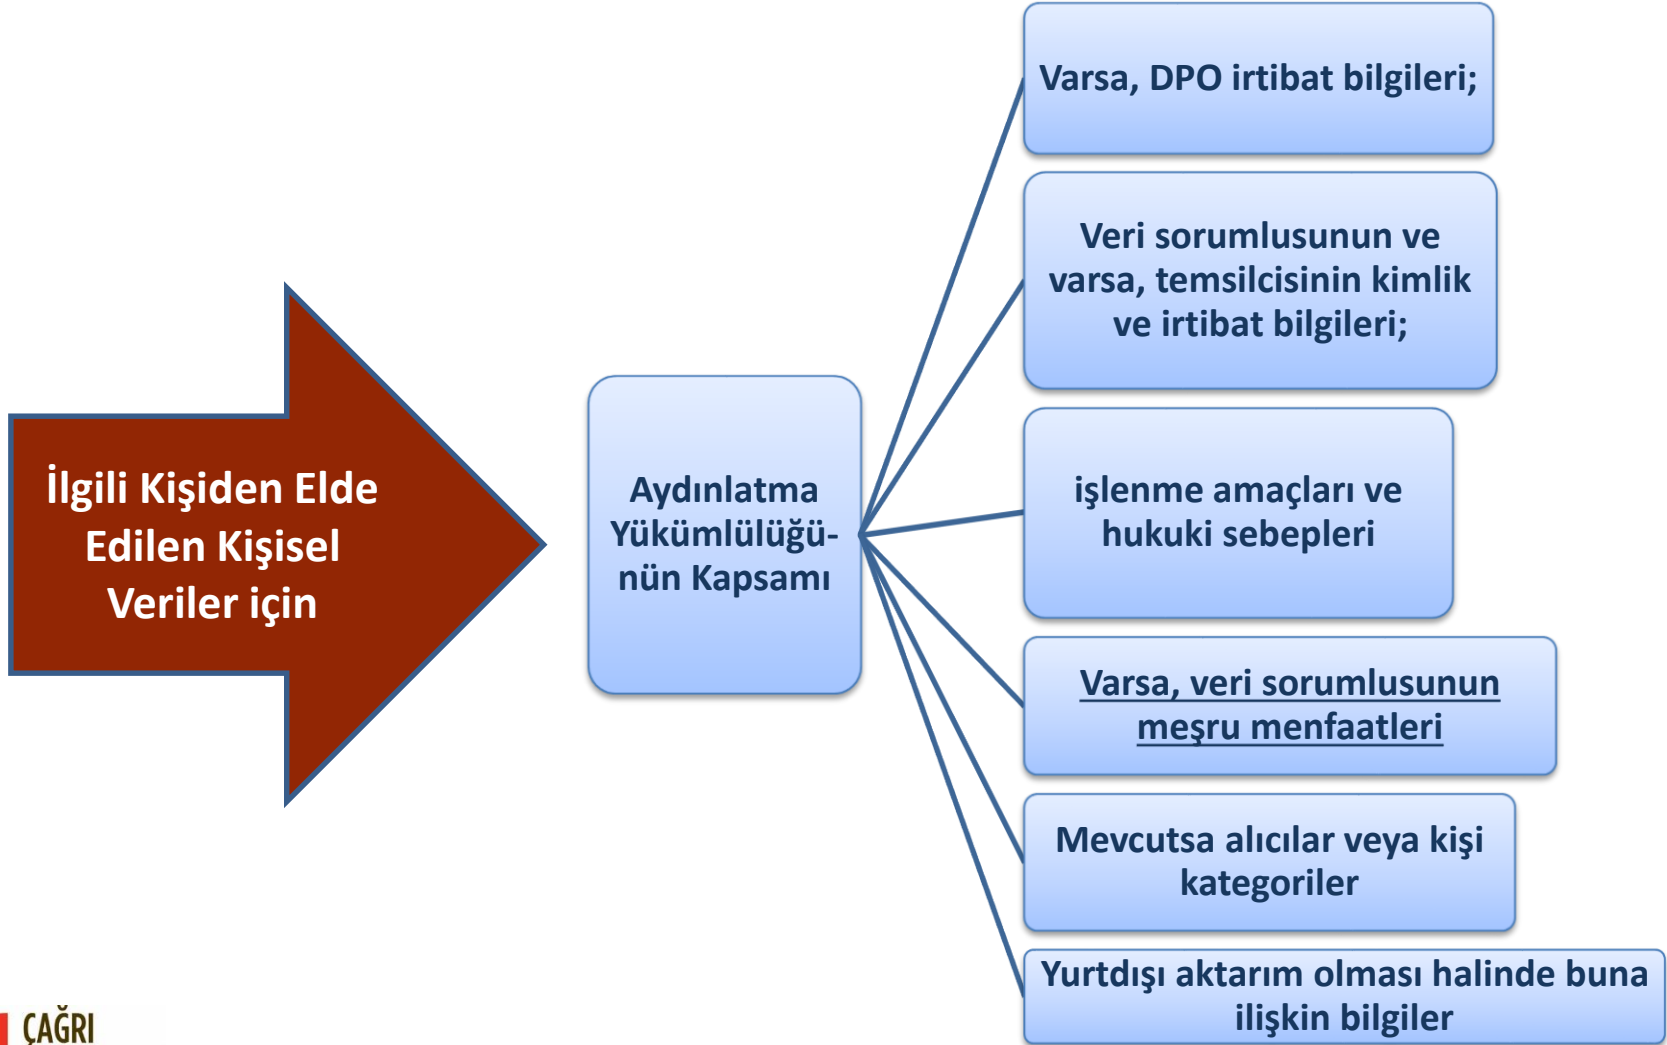 İlgili Kişiden Elde
Edilen Kişisel
Veriler için
Aydınlatma
Yükümlülüğü-
nün Kapsamı
Varsa, DPO irtibat bilgileri;
Veri sorumlusunun ve
varsa, temsilcisinin kimlik
ve irtibat bilgileri;
işlenme amaçları ve
hukuki sebepleri
Varsa, veri sorumlusunun
meşru menfaatleri
Mevcutsa alıcılar veya kişi
kategoriler
Yurtdışı aktarım olması halinde buna
ilişkin bilgiler
ÇAĞRI